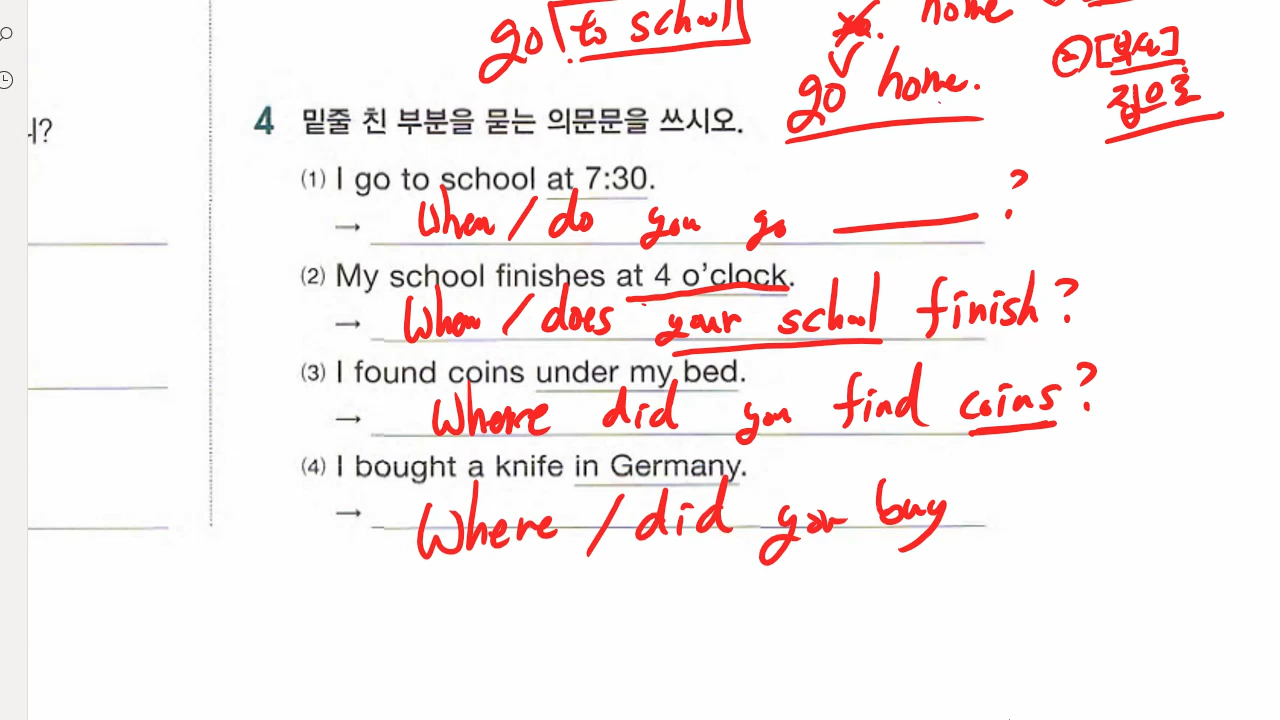 go to school
home
go home.
② [부사]
집으로
니?
4 밑줄 친 부분을 묻는 의문문을 쓰시오.
(1) I go to school at 7:30.
→ When / do you go ?
(2) My school finishes at 4 o'clock.
→ When / does your school finish?
(3) I found coins under my bed.
→ Where did you find coins?
(4) I bought a knife in Germany.
→ Where / did you buy